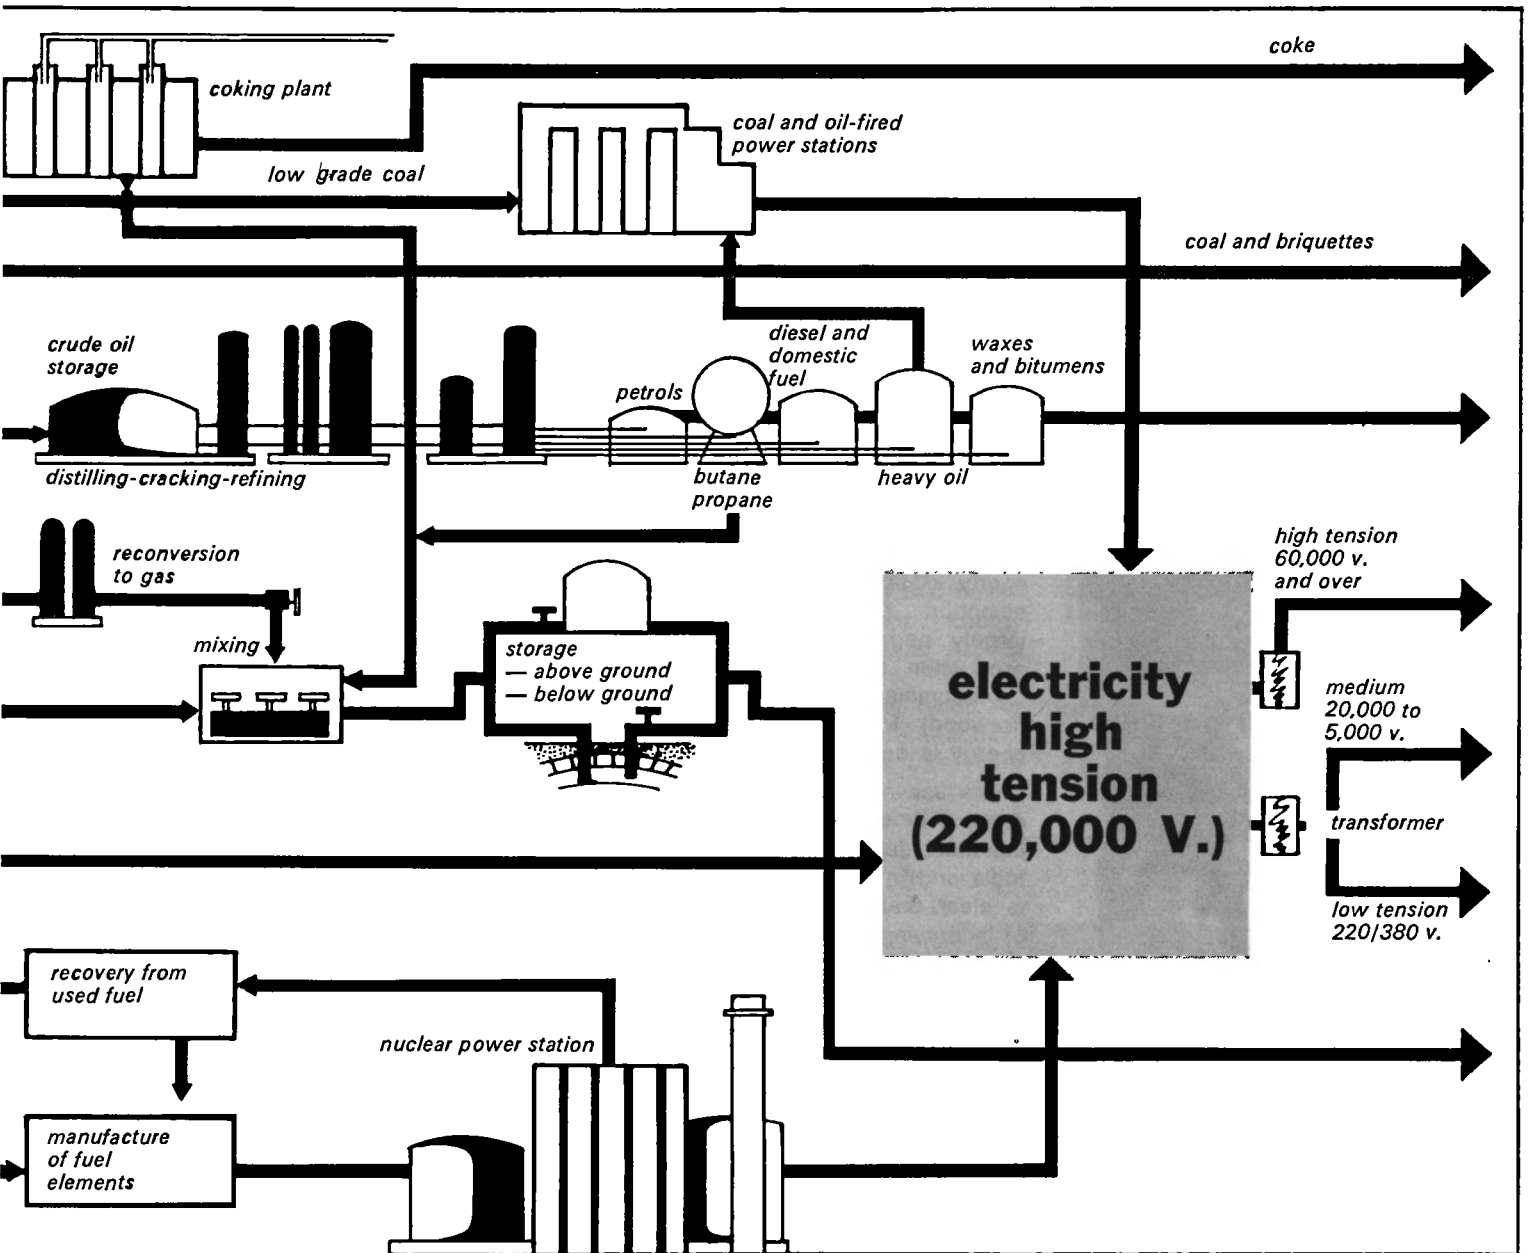 coke
coking plant
coal and oil-fired
power stations
low grade coal
coal and briquettes
crude oil
storage
diesel and
domestic
fuel
waxes
and bitumens
petrols
distilling-cracking-refining
butane
propane
heavy oil
reconversion
to gas
high tension
60,000 v.
and over
mixing
storage
— above ground
— below ground
electricity
high
tension
(220,000 V.)
medium
20,000 to
5,000 v.
transformer
low tension
220/380 v.
recovery from
used fuel
nuclear power station
manufacture
of fuel
elements